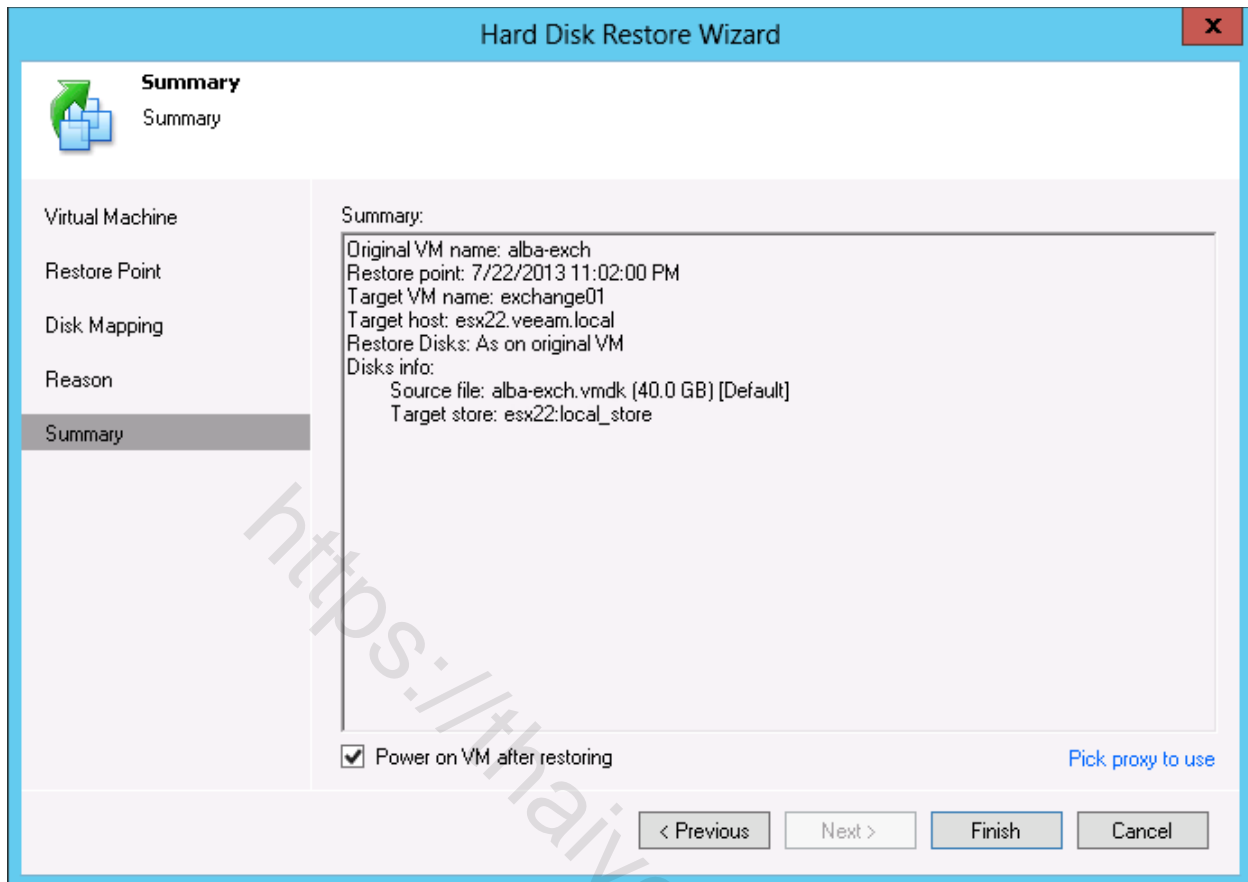 Hard Disk Restore Wizard
x
Summary
Summary
Virtual Machine
Restore Point
Disk Mapping
Reason
Summary
Summary:
Original VM name: alba-exch
Restore point: 7/22/2013 11:02:00 PM
Target VM name: exchange01
Target host: esx22.veeam.local
Restore Disks: As on original VM
Disks info:
Source file: alba-exch.vmdk (40.0 GB) [Default]
Target store: esx22:local_store
Power on VM after restoring
Pick proxy to use
< Previous
Next >
Finish
Cancel